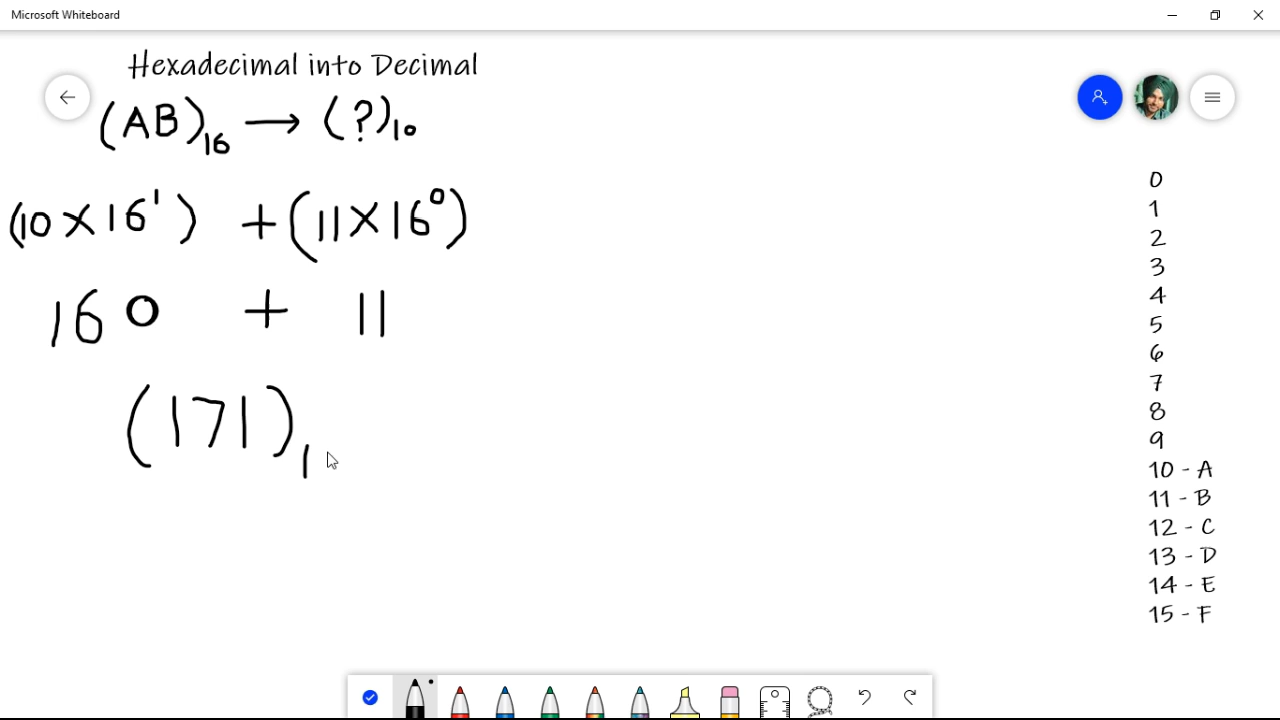 Microsoft Whiteboard
Hexadecimal into Decimal
(AB)₁₆ → (?)₁₀
(10×16¹) + (11×16⁰)
160 + 11
(171)₁
0
1
2
3
4
5
6
7
8
9
10 - A
11 - B
12 - C
13 - D
14 - E
15 - F